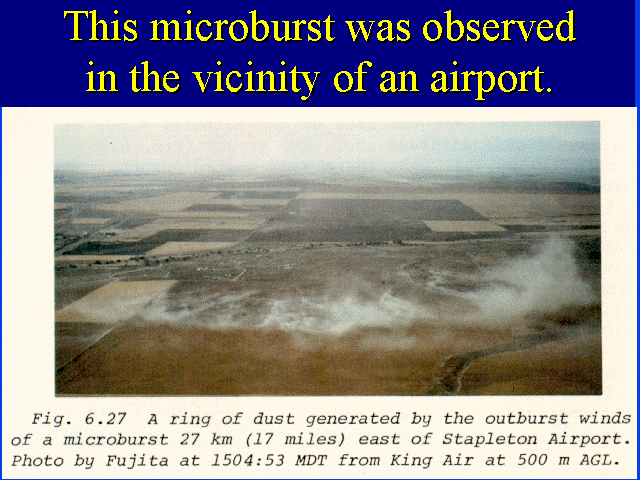 This microburst was observed
in the vicinity of an airport.
Fig. 6.27 A ring of dust generated by the outburst winds
of a microburst 27 km (17 miles) east of Stapleton Airport.
Photo by Fujita at 1504:53 MDT from King Air at 500 m AGL.